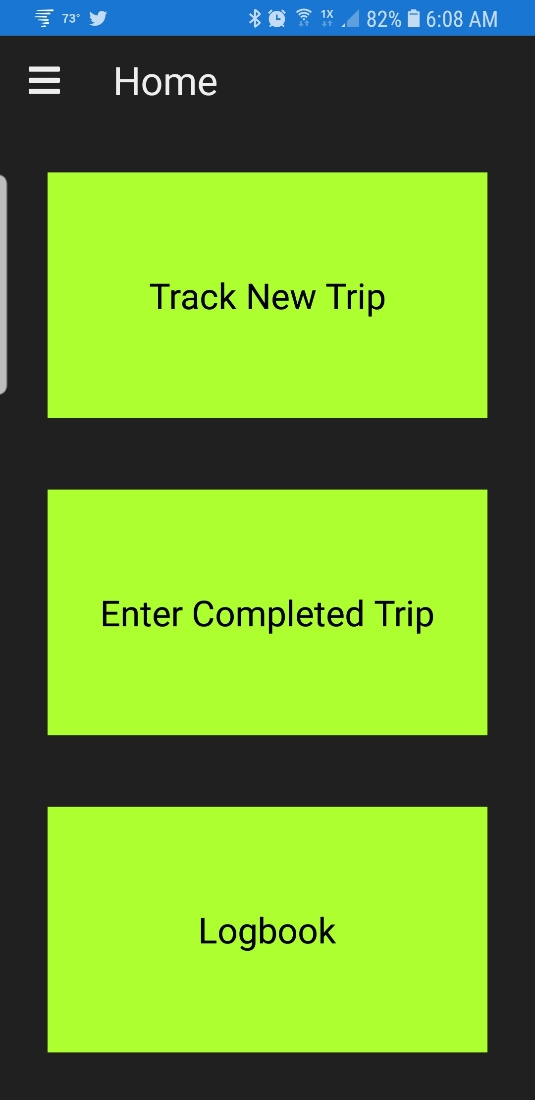 73° 1X 82% 6:08 AM
Home
Track New Trip
Enter Completed Trip
Logbook